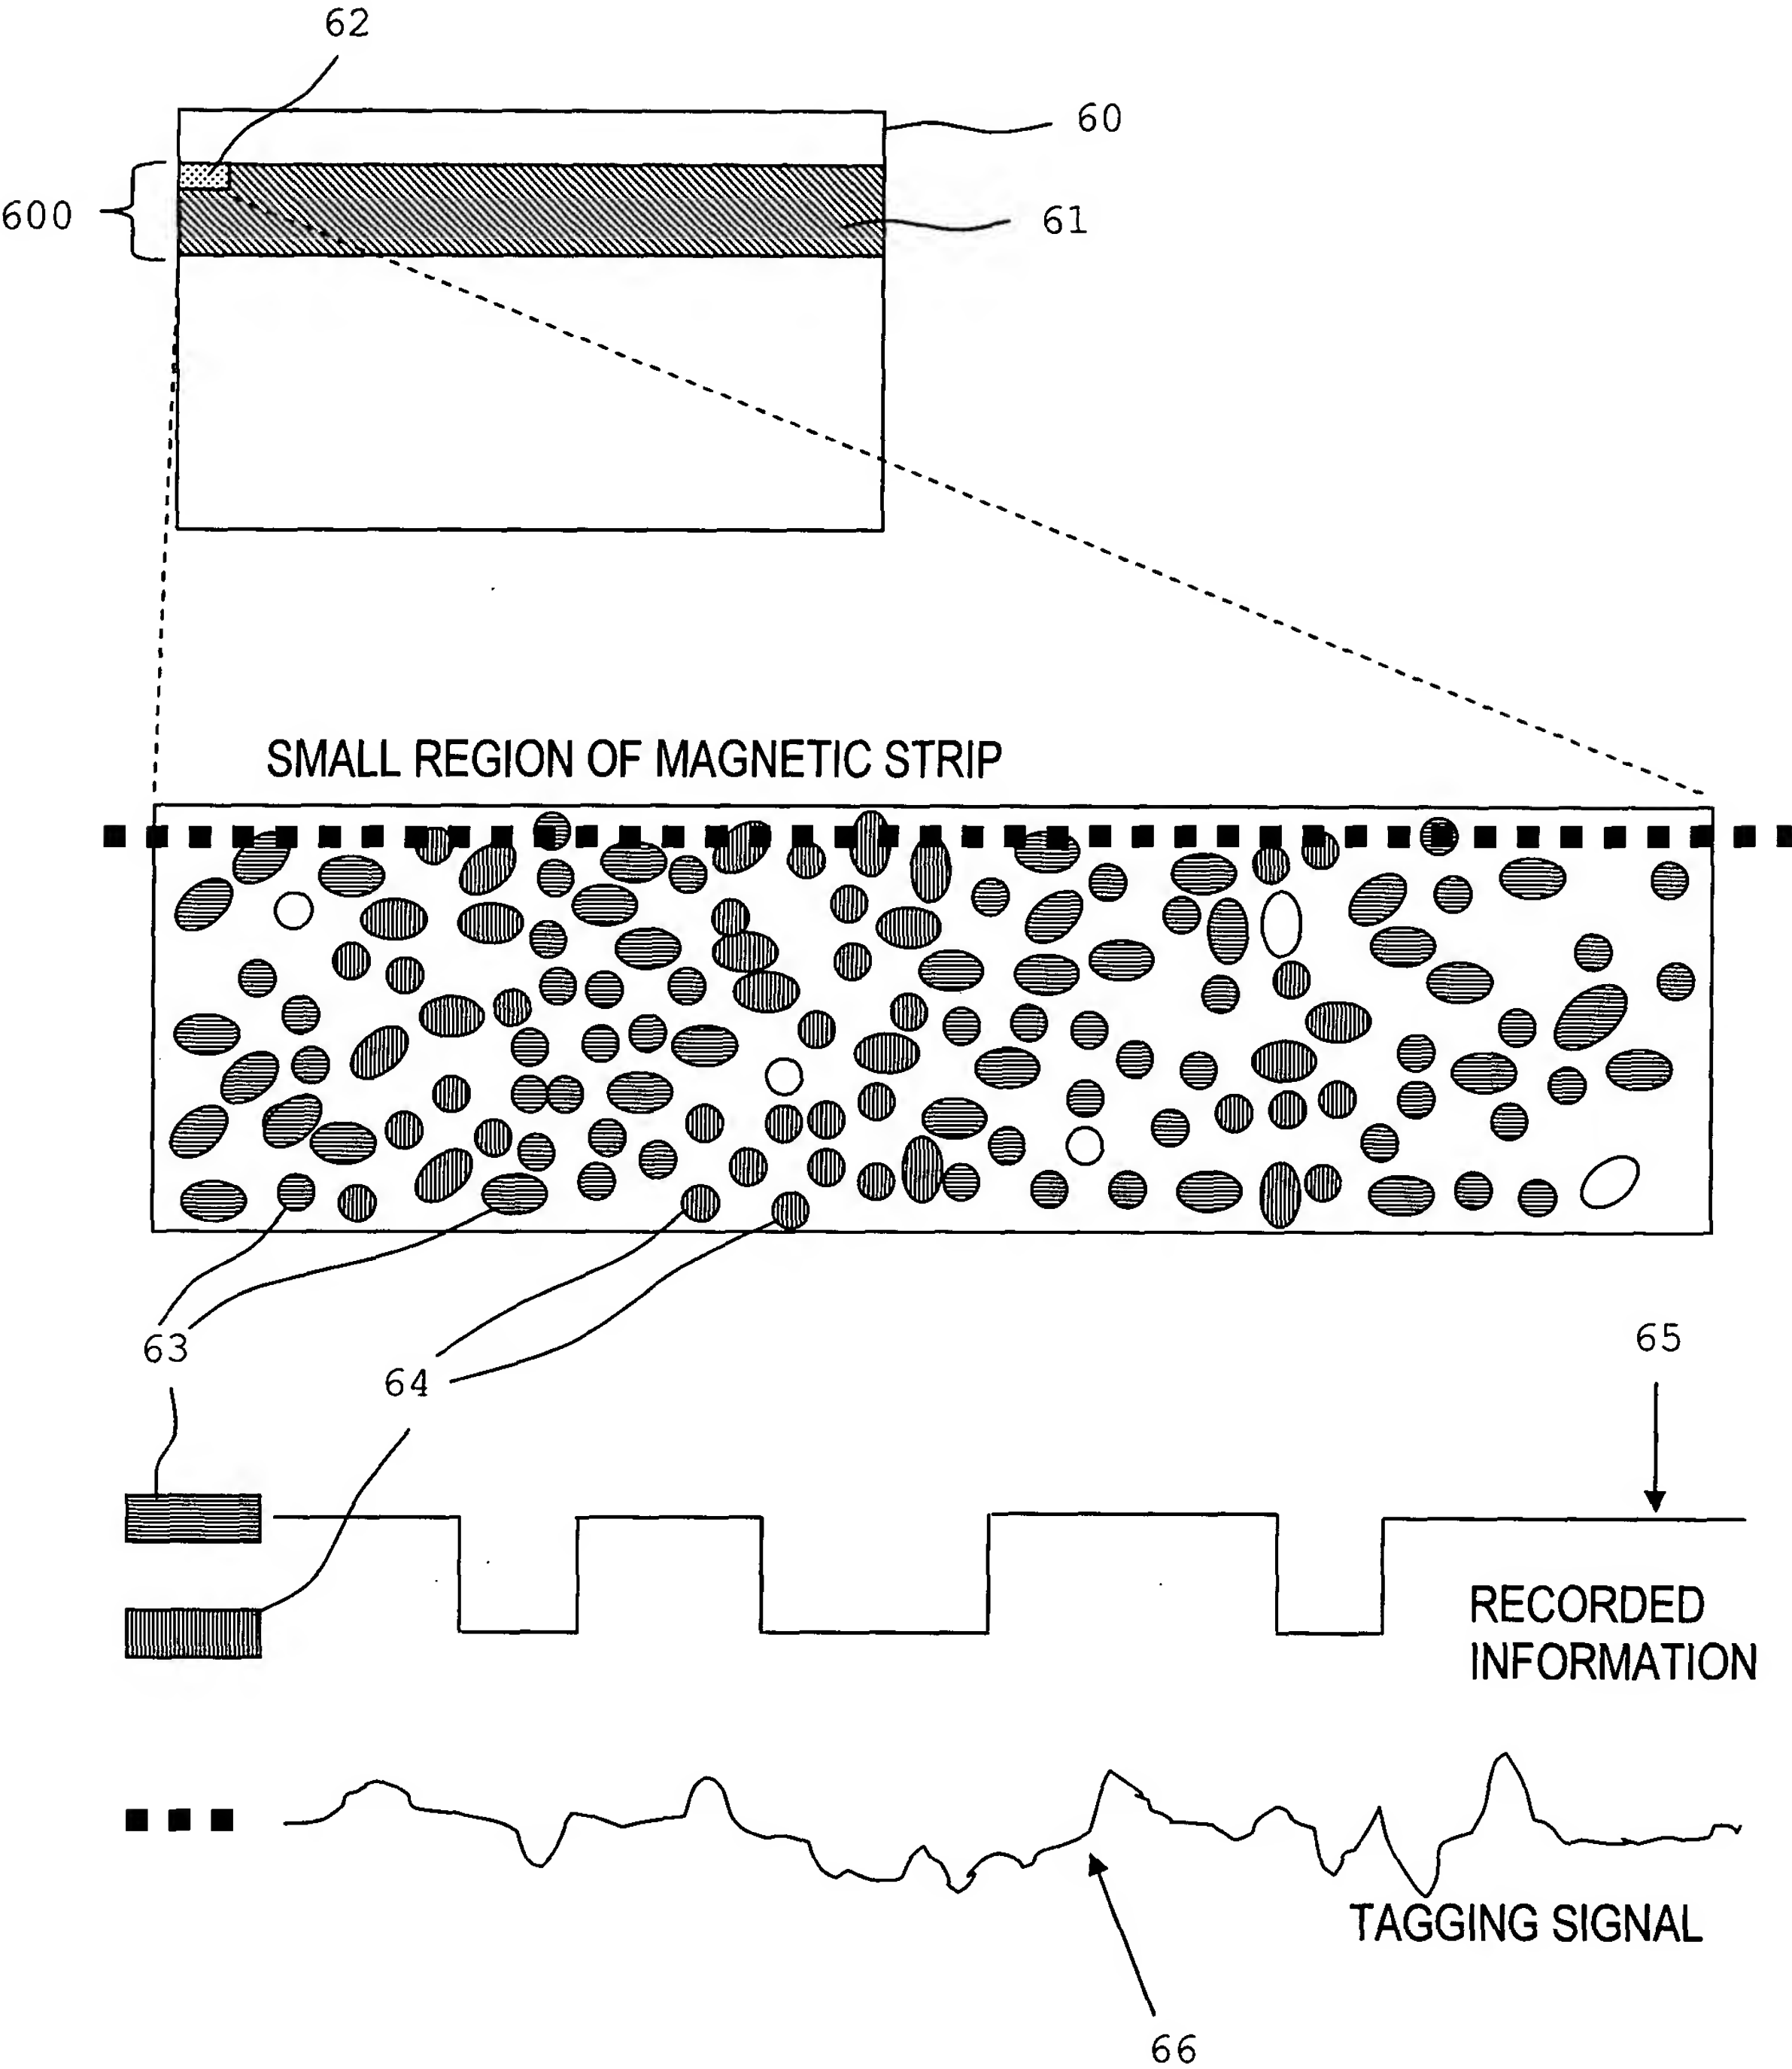 62
60
600
61
SMALL REGION OF MAGNETIC STRIP
63
64
65
RECORDED
INFORMATION
TAGGING SIGNAL
66